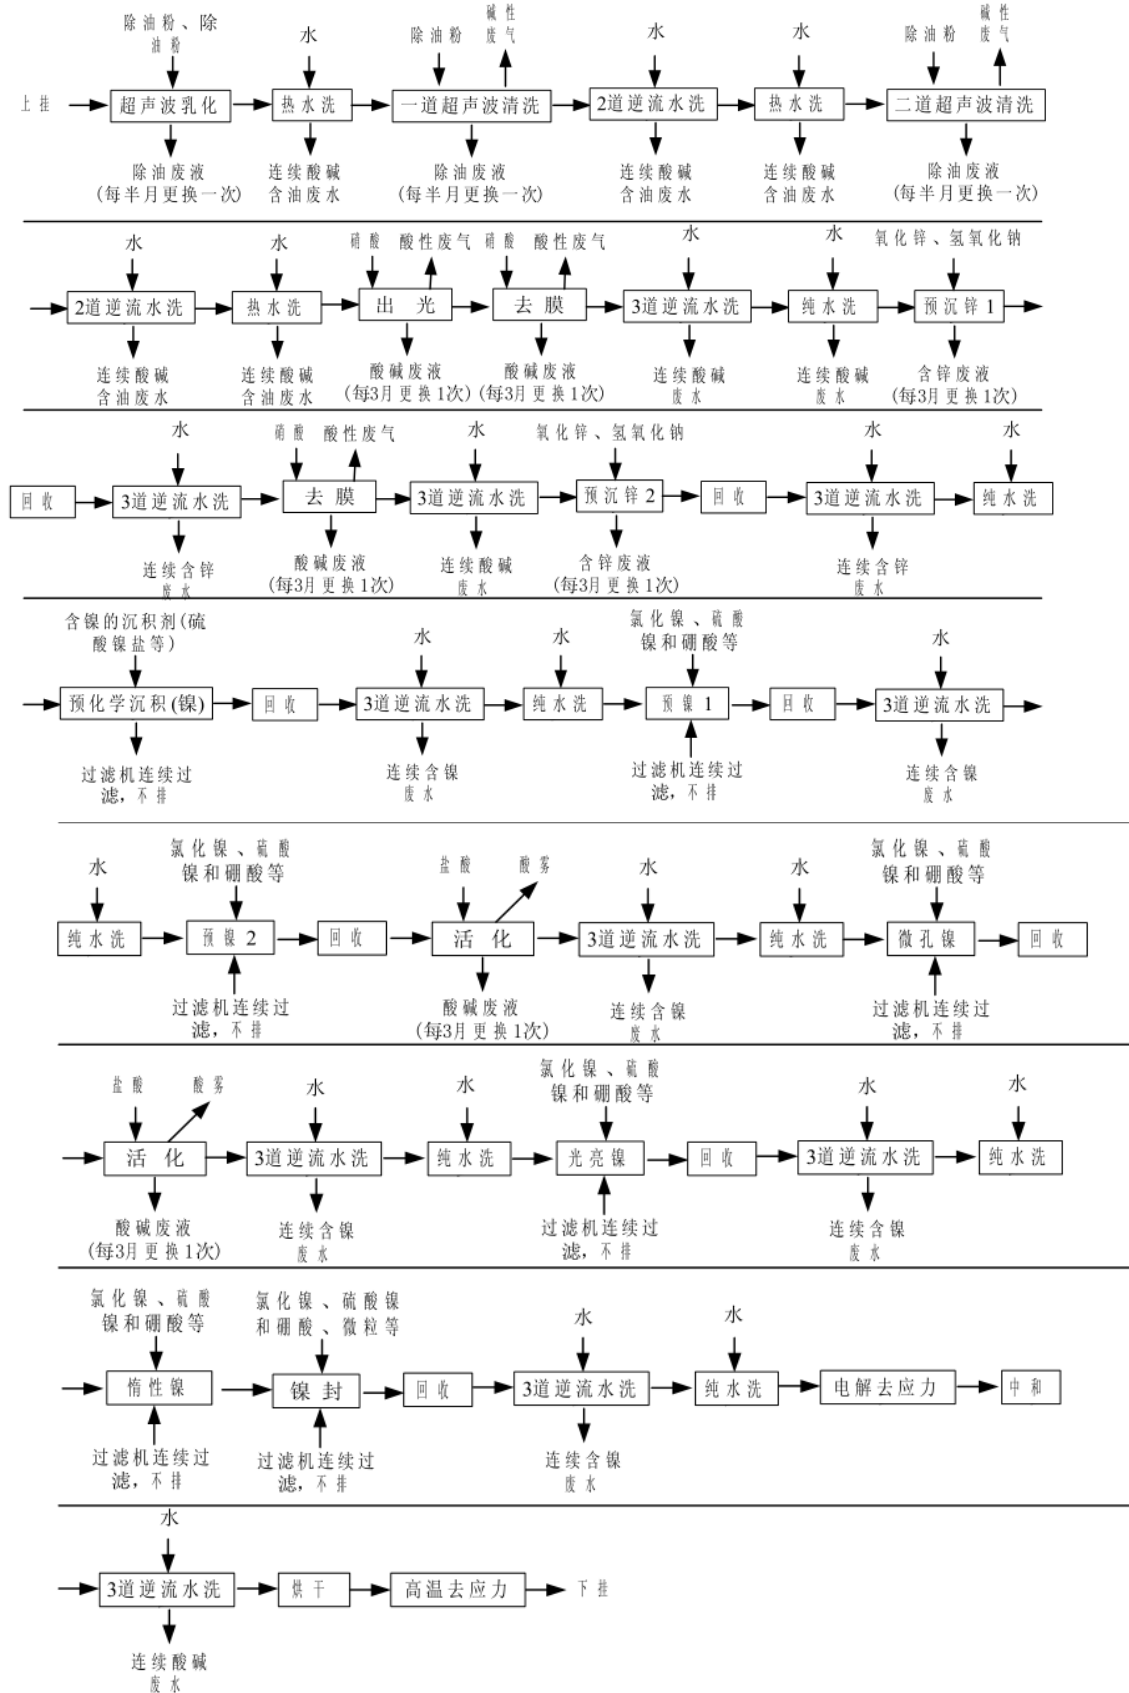 除油粉、除
油粉
水
除油粉
碱性
废气
水
水
除油粉
碱性
废气
上挂
超声波乳化
热水洗
一道超声波清洗
2道逆流水洗
热水洗
二道超声波清洗
除油废液
(每半月更换一次)
连续酸碱
含油废水
除油废液
(每半月更换一次)
连续酸碱
含油废水
连续酸碱
含油废水
除油废液
(每半月更换一次)
水
水
硝酸
酸性废气
硝酸
酸性废气
水
水
氧化锌、氢氧化钠
2道逆流水洗
热水洗
出光
去膜
3道逆流水洗
纯水洗
预沉锌1
连续酸碱
含油废水
连续酸碱
含油废水
酸碱废液
(每3月更换1次)
酸碱废液
(每3月更换1次)
连续酸碱
废水
连续酸碱
废水
含锌废液
(每3月更换1次)
水
硝酸
酸性废气
水
氧化锌、氢氧化钠
水
水
回收
3道逆流水洗
去膜
3道逆流水洗
预沉锌2
回收
3道逆流水洗
纯水洗
连续含锌
废水
酸碱废液
(每3月更换1次)
连续酸碱
废水
含锌废液
(每3月更换1次)
连续含锌
废水
含镍的沉积剂(硫
酸镍盐等)
水
水
氯化镍、硫酸
镍和硼酸等
水
预化学沉积(镍)
回收
3道逆流水洗
纯水洗
预镍1
回收
3道逆流水洗
过滤机连续过
滤，不排
连续含镍
废水
过滤机连续过
滤，不排
连续含镍
废水
水
氯化镍、硫酸
镍和硼酸等
盐酸
酸雾
水
水
氯化镍、硫酸
镍和硼酸等
纯水洗
预镍2
回收
活化
3道逆流水洗
纯水洗
微孔镍
回收
过滤机连续过
滤，不排
酸碱废液
(每3月更换1次)
连续含镍
废水
过滤机连续过
滤，不排
盐酸
酸雾
水
水
氯化镍、硫酸
镍和硼酸等
水
水
活化
3道逆流水洗
纯水洗
光亮镍
回收
3道逆流水洗
纯水洗
酸碱废液
(每3月更换1次)
连续含镍
废水
过滤机连续过
滤，不排
连续含镍
废水
氯化镍、硫酸
镍和硼酸等
氯化镍、硫酸镍
和硼酸、微粒等
水
水
惰性镍
镍封
回收
3道逆流水洗
纯水洗
电解去应力
中和
过滤机连续过
滤，不排
过滤机连续过
滤，不排
连续含镍
废水
水
3道逆流水洗
烘干
高温去应力
下挂
连续酸碱
废水